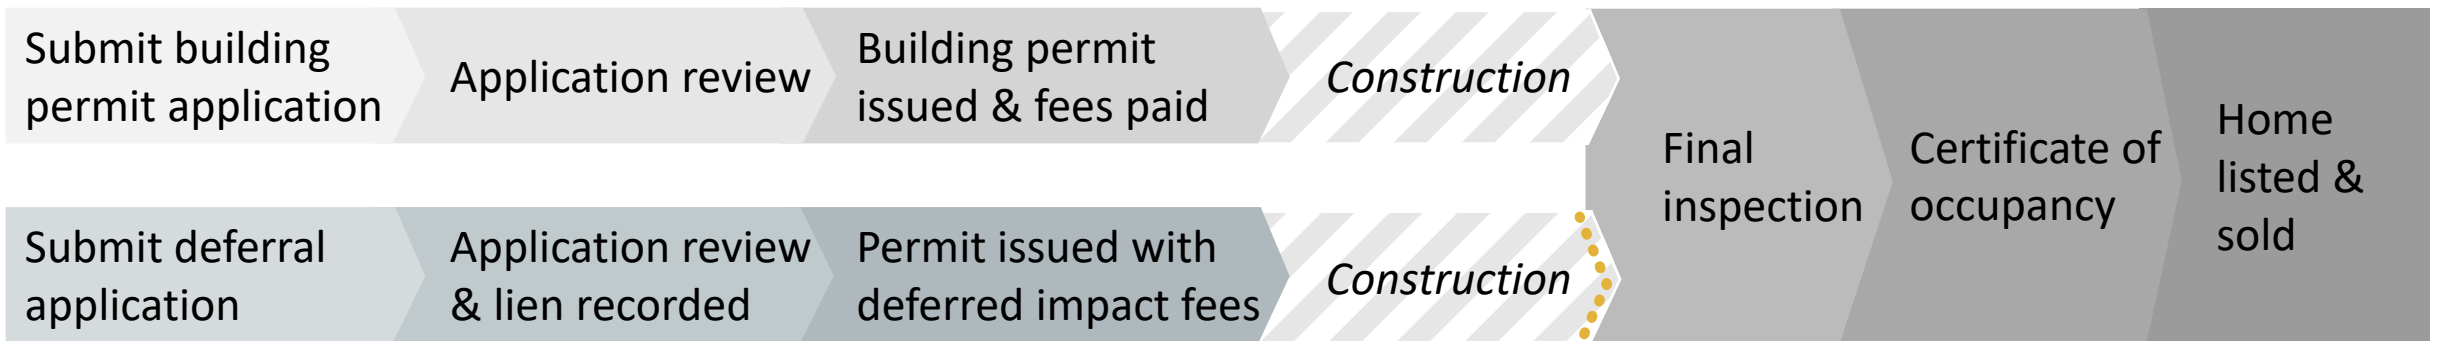 Submit building
permit application
Application review
Building permit
issued & fees paid
Construction
Submit deferral
application
Application review
& lien recorded
Permit issued with
deferred impact fees
Construction
Final
inspection
Certificate of
occupancy
Home
listed &
sold